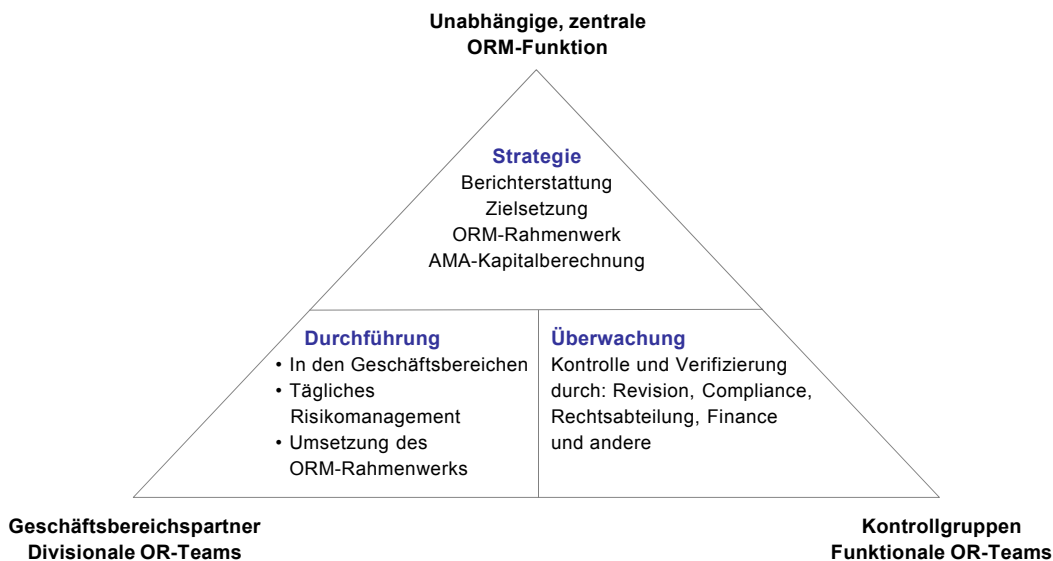 Unabhängige, zentrale
ORM-Funktion
Strategie
Berichterstattung
Zielsetzung
ORM-Rahmenwerk
AMA-Kapitalberechnung
Durchführung
• In den Geschäftsbereichen
• Tägliches
Risikomanagement
• Umsetzung des
ORM-Rahmenwerks
Überwachung
Kontrolle und Verifizierung
durch: Revision, Compliance,
Rechtsabteilung, Finance
und andere
Geschäftsbereichspartner
Divisionale OR-Teams
Kontrollgruppen
Funktionale OR-Teams